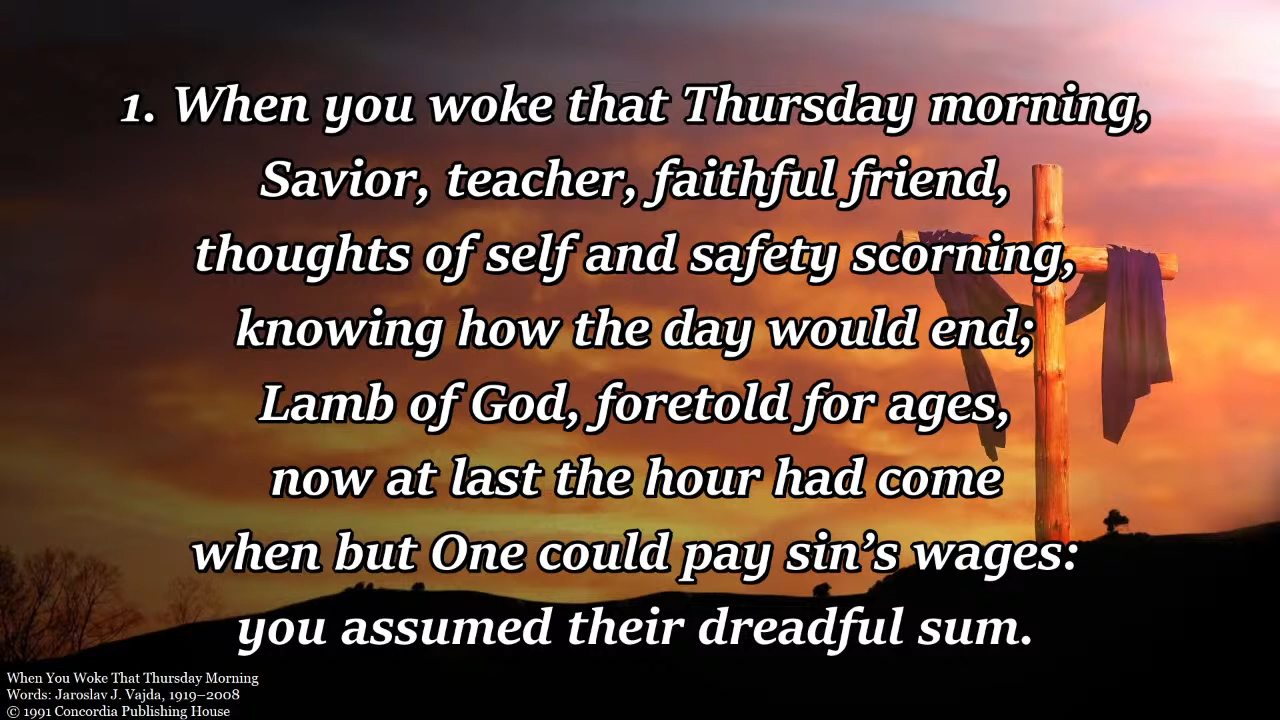 1. When you woke that Thursday morning,
Savior, teacher, faithful friend,
thoughts of self and safety scorning,
knowing how the day would end;
Lamb of God, foretold for ages,
now at last the hour had come
when but One could pay sin’s wages:
you assumed their dreadful sum.
When You Woke That Thursday Morning
Words: Jaroslav J. Vajda, 1919–2008
© 1991 Concordia Publishing House